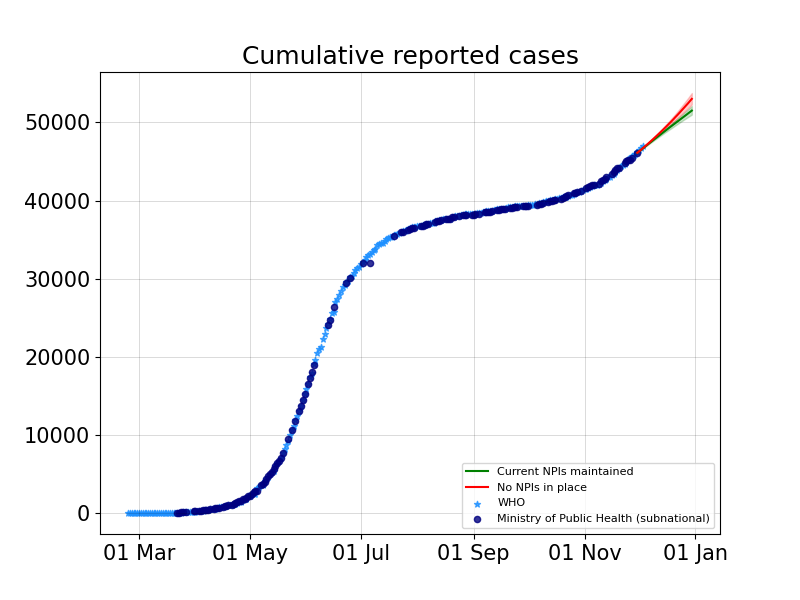 Cumulative reported cases
50000
40000
30000
20000
10000
0
Current NPIs maintained
No NPIs in place
WHO
Ministry of Public Health (subnational)
01 Mar 01 May 01 Jul 01 Sep 01 Nov 01 Jan